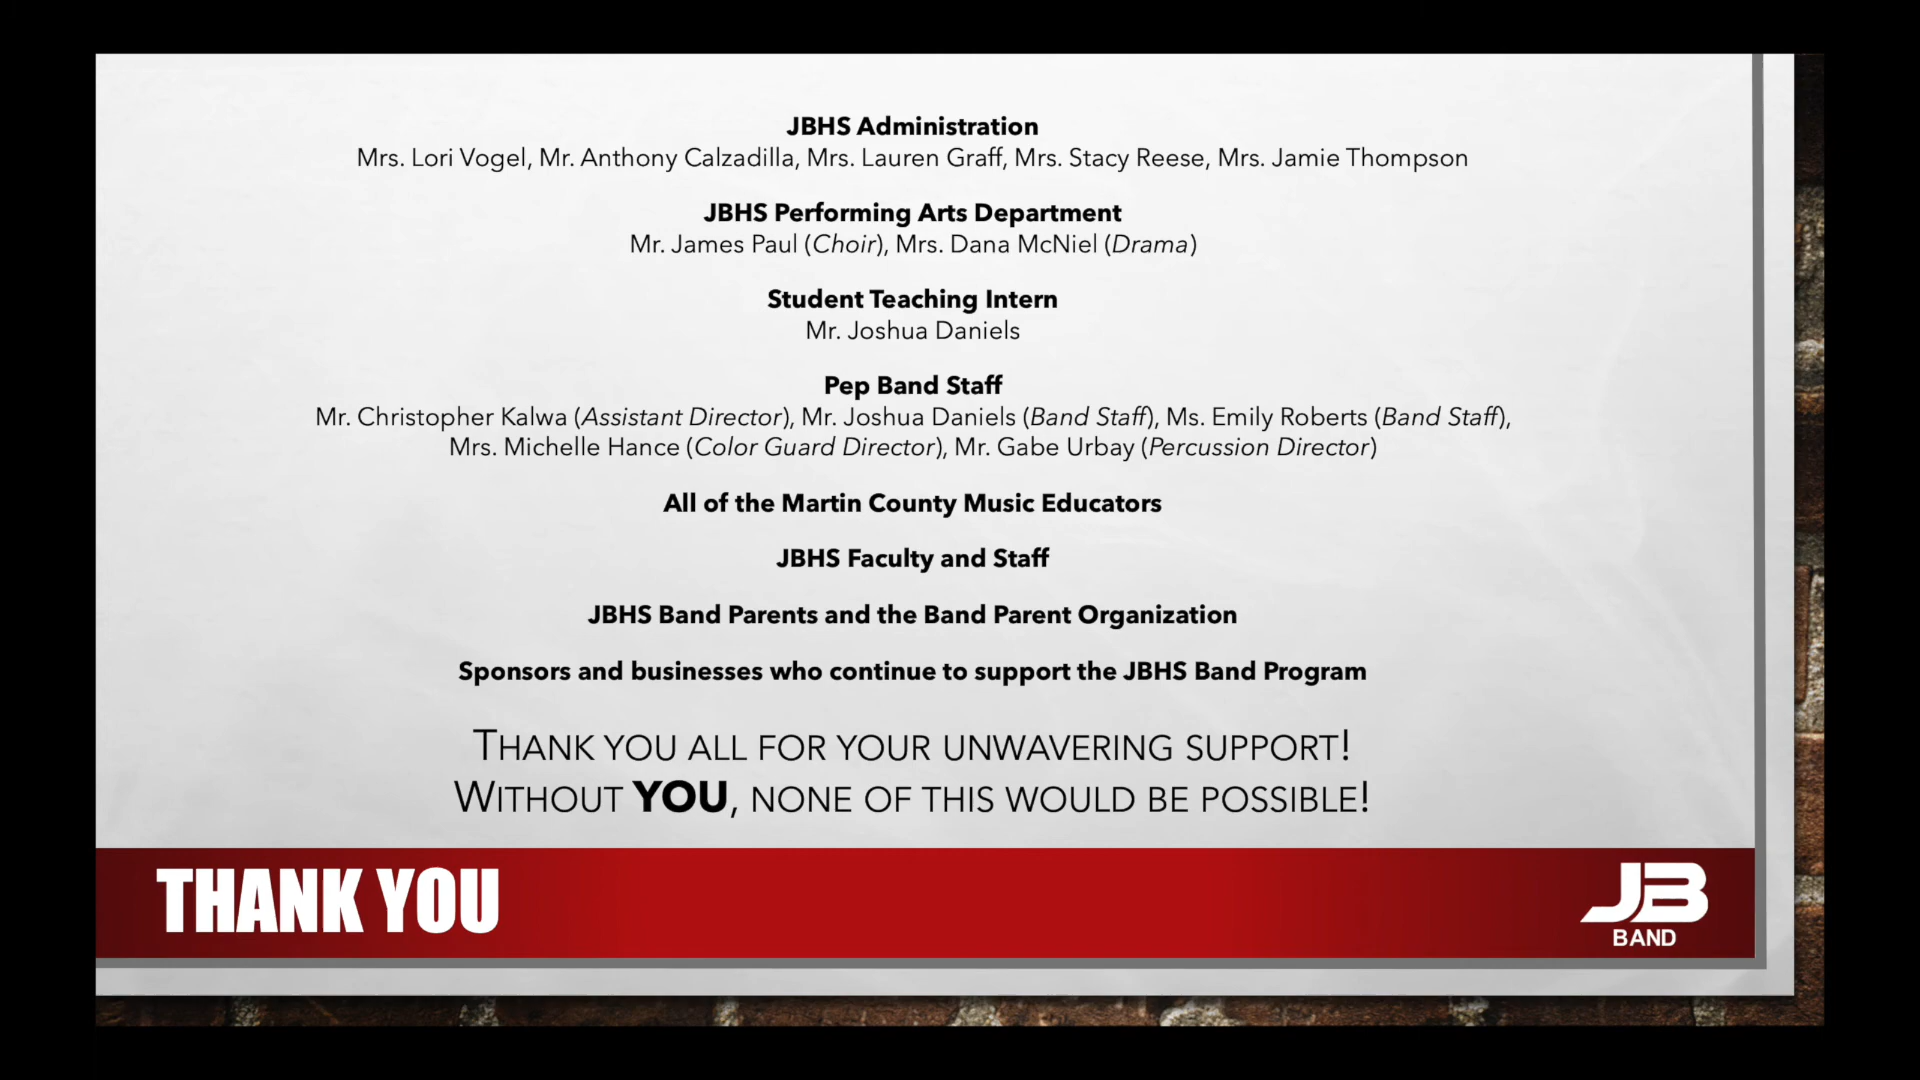 JBHS Administration
Mrs. Lori Vogel, Mr. Anthony Calzadilla, Mrs. Lauren Graff, Mrs. Stacy Reese, Mrs. Jamie Thompson
JBHS Performing Arts Department
Mr. James Paul (Choir), Mrs. Dana McNiel (Drama)
Student Teaching Intern
Mr. Joshua Daniels
Pep Band Staff
Mr. Christopher Kalwa (Assistant Director), Mr. Joshua Daniels (Band Staff), Ms. Emily Roberts (Band Staff),
Mrs. Michelle Hance (Color Guard Director), Mr. Gabe Urbay (Percussion Director)
All of the Martin County Music Educators
JBHS Faculty and Staff
JBHS Band Parents and the Band Parent Organization
Sponsors and businesses who continue to support the JBHS Band Program
THANK YOU ALL FOR YOUR UNWAVERING SUPPORT!
WITHOUT YOU, NONE OF THIS WOULD BE POSSIBLE!
THANK YOU
JB
BAND